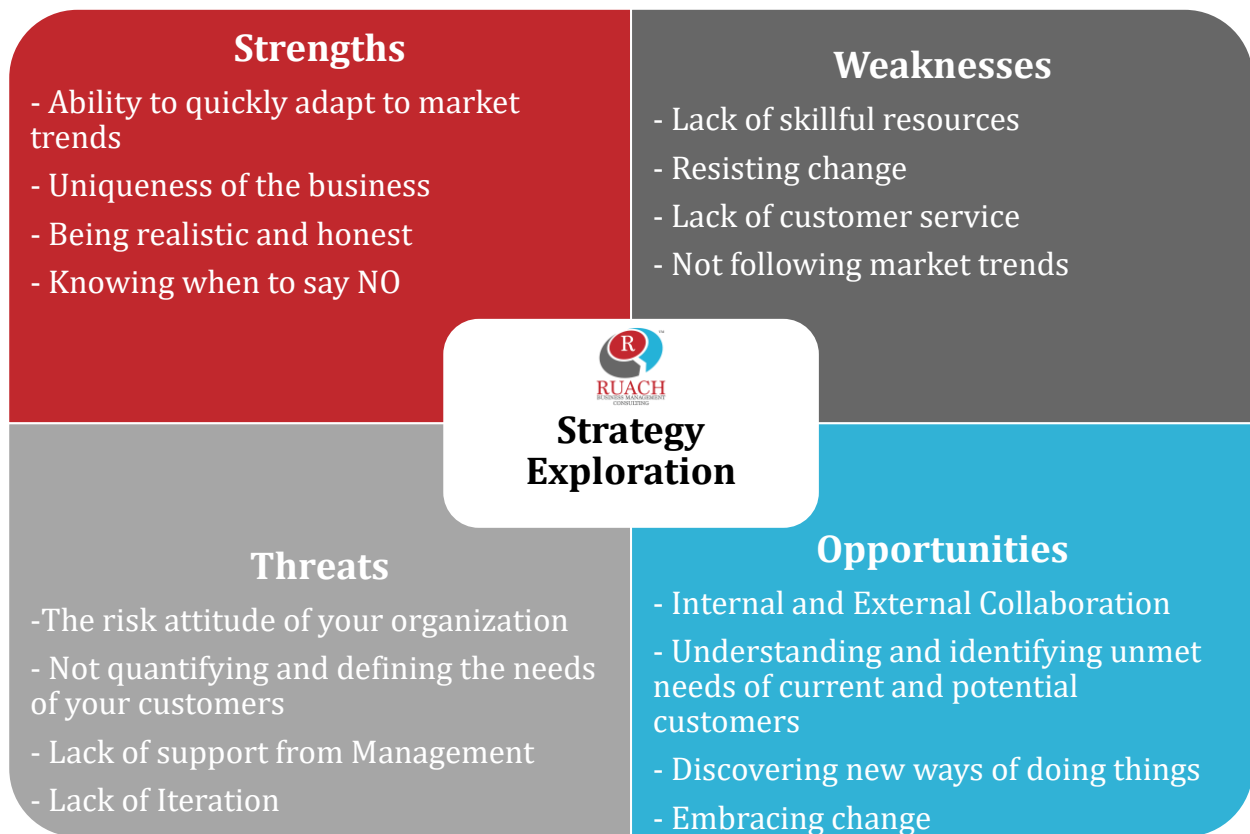 Strengths
- Ability to quickly adapt to market
trends
- Uniqueness of the business
- Being realistic and honest
- Knowing when to say NO
Weaknesses
- Lack of skillful resources
- Resisting change
- Lack of customer service
- Not following market trends
R
™
RUACH
BUSINESS MANAGEMENT
CONSULTING
Strategy
Exploration
Threats
-The risk attitude of your organization
- Not quantifying and defining the needs
of your customers
- Lack of support from Management
- Lack of Iteration
Opportunities
- Internal and External Collaboration
- Understanding and identifying unmet
needs of current and potential
customers
- Discovering new ways of doing things
- Embracing change